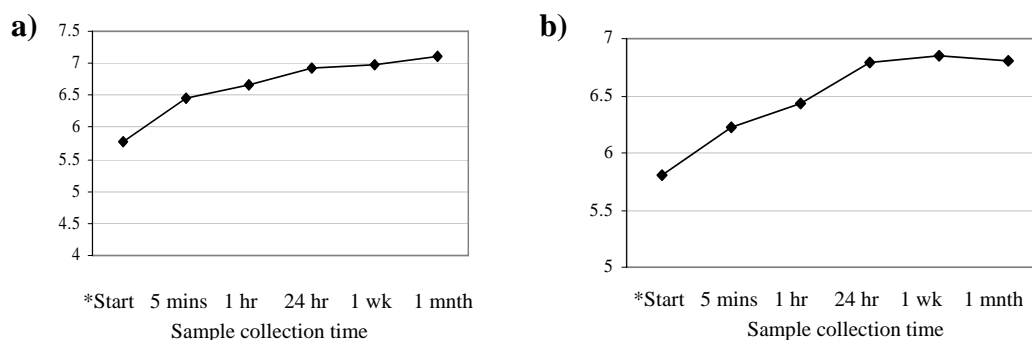 a)
7.5
7
6.5
6
5.5
5
4.5
4
*Start 5 mins 1 hr 24 hr 1 wk 1 mnth
Sample collection time
b)
7
6.5
6
5.5
5
*Start 5 mins 1 hr 24 hr 1 wk 1 mnth
Sample collection time